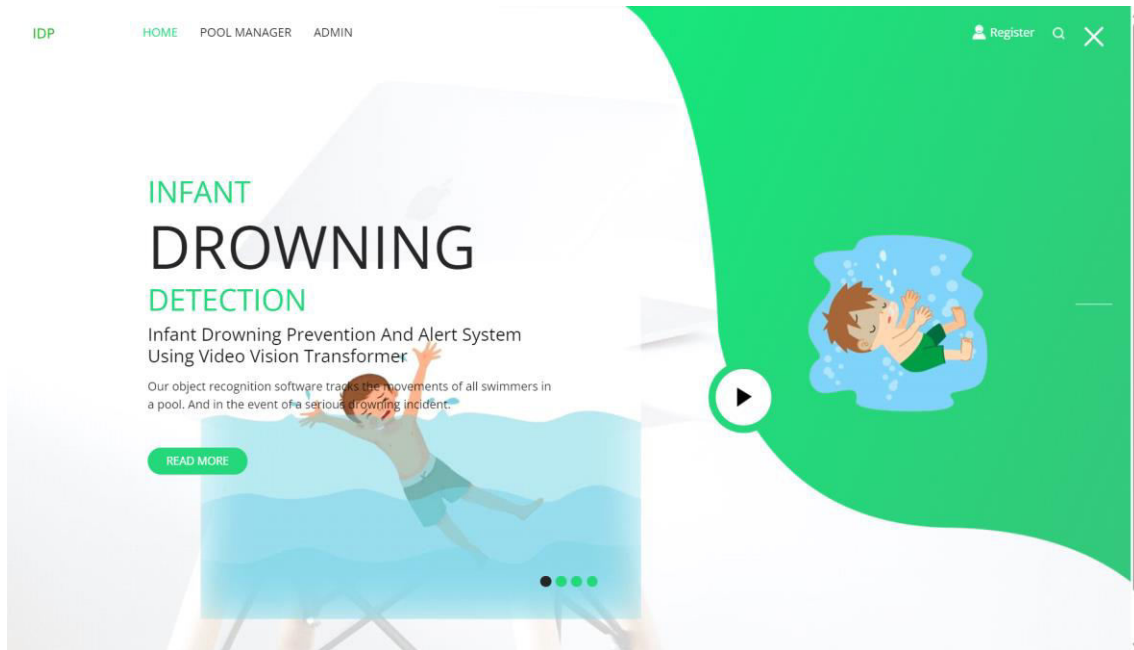 IDP
HOME POOL MANAGER ADMIN
Register
INFANT
DROWNING
DETECTION
Infant Drowning Prevention And Alert System
Using Video Vision Transformer
Our object recognition software tracks the movements of all swimmers in
a pool. And in the event of a serious drowning incident.
READ MORE